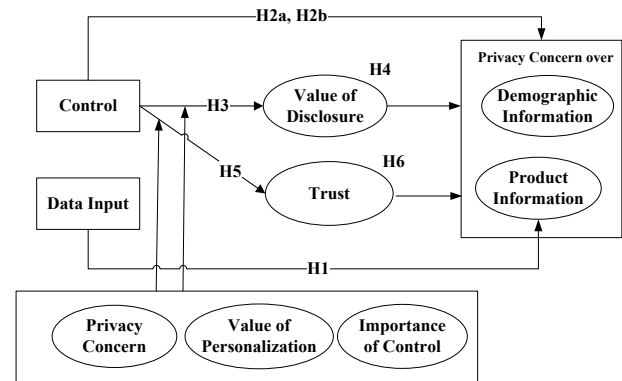 H2a, H2b
Privacy Concern over
H4
Control
H3
Value of
Disclosure
Demographic
Information
H5
H6
Data Input
Trust
Product
Information
H1
Privacy
Concern
Value of
Personalization
Importance
of Control